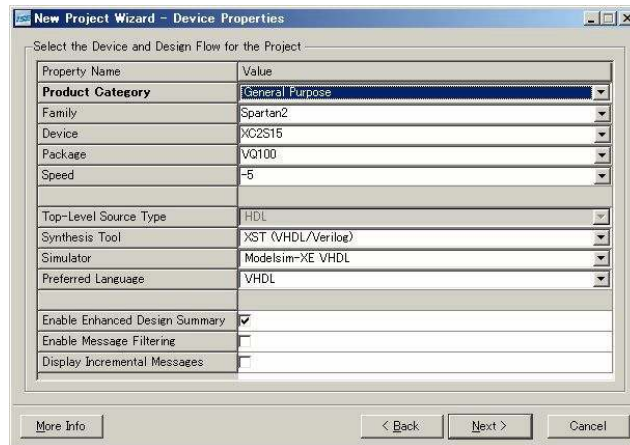 ISE New Project Wizard - Device Properties
Select the Device and Design Flow for the Project
Property Name Value
Product Category General Purpose
Family Spartan2
Device XC2S15
Package VQ100
Speed -5
Top-Level Source Type HDL
Synthesis Tool XST (VHDL/Verilog)
Simulator Modelsim-XE VHDL
Preferred Language VHDL
Enable Enhanced Design Summary
Enable Message Filtering
Display Incremental Messages
More Info < Back Next > Cancel